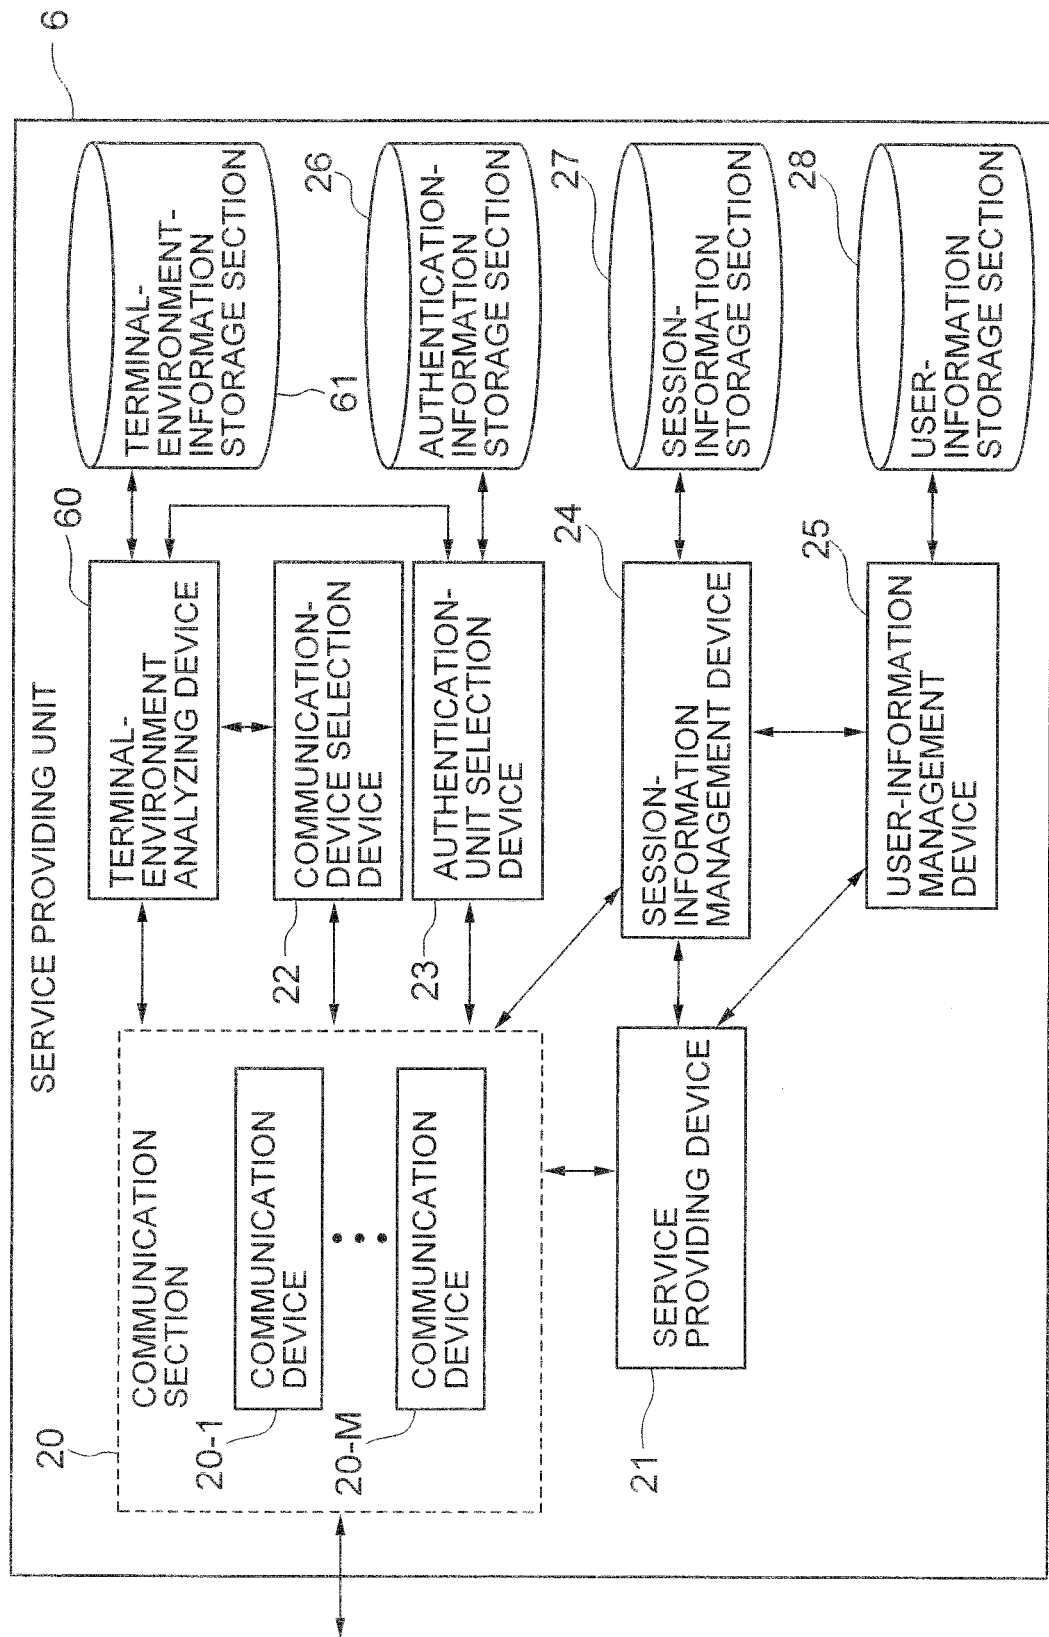 6
SERVICE PROVIDING UNIT
20
COMMUNICATION
SECTION
20-1
COMMUNICATION
DEVICE
20-M
COMMUNICATION
DEVICE
60
TERMINAL-
ENVIRONMENT
ANALYZING DEVICE
TERMINAL-
ENVIRONMENT-
INFORMATION
STORAGE SECTION
61
22
COMMUNICATION-
DEVICE SELECTION
DEVICE
23
AUTHENTICATION-
UNIT SELECTION
DEVICE
26
AUTHENTICATION-
INFORMATION
STORAGE SECTION
21
SERVICE
PROVIDING DEVICE
24
SESSION-
INFORMATION
MANAGEMENT DEVICE
27
SESSION-
INFORMATION
STORAGE SECTION
25
USER-INFORMATION
MANAGEMENT
DEVICE
28
USER-
INFORMATION
STORAGE SECTION